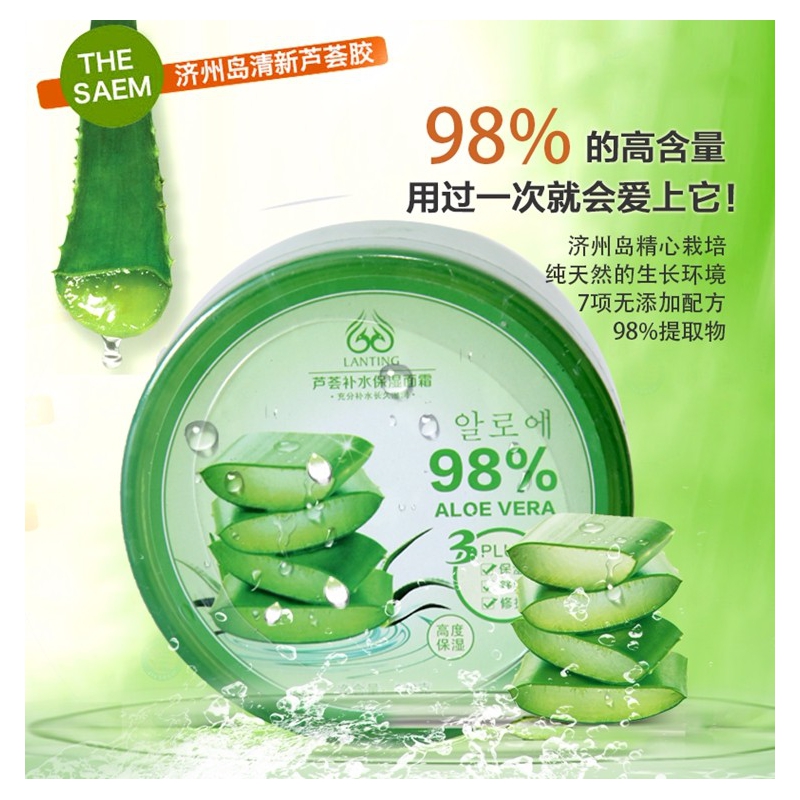 THE
SAEM
济州岛清新芦荟胶
98% 的高含量
用过一次就会爱上它!
济州岛精心栽培
纯天然的生长环境
7项无添加配方
98%提取物
LANTING
芦荟补水保湿面霜
알로에
98%
ALOE VERA
3
高度
保湿